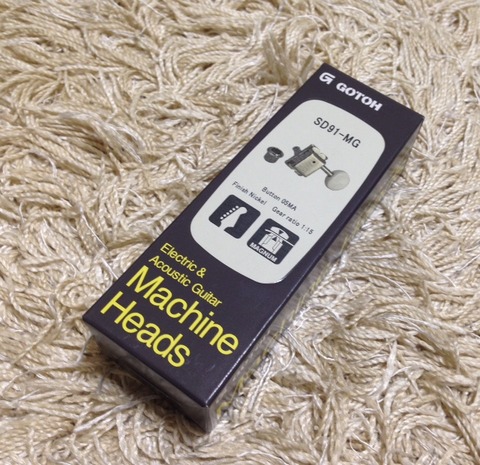 GOTOH
SD91-MG
Button 05MA
Finish Nickel Gear ratio 1:15
MAGNUM
Electric &
Acoustic Guitar
Machine
Heads